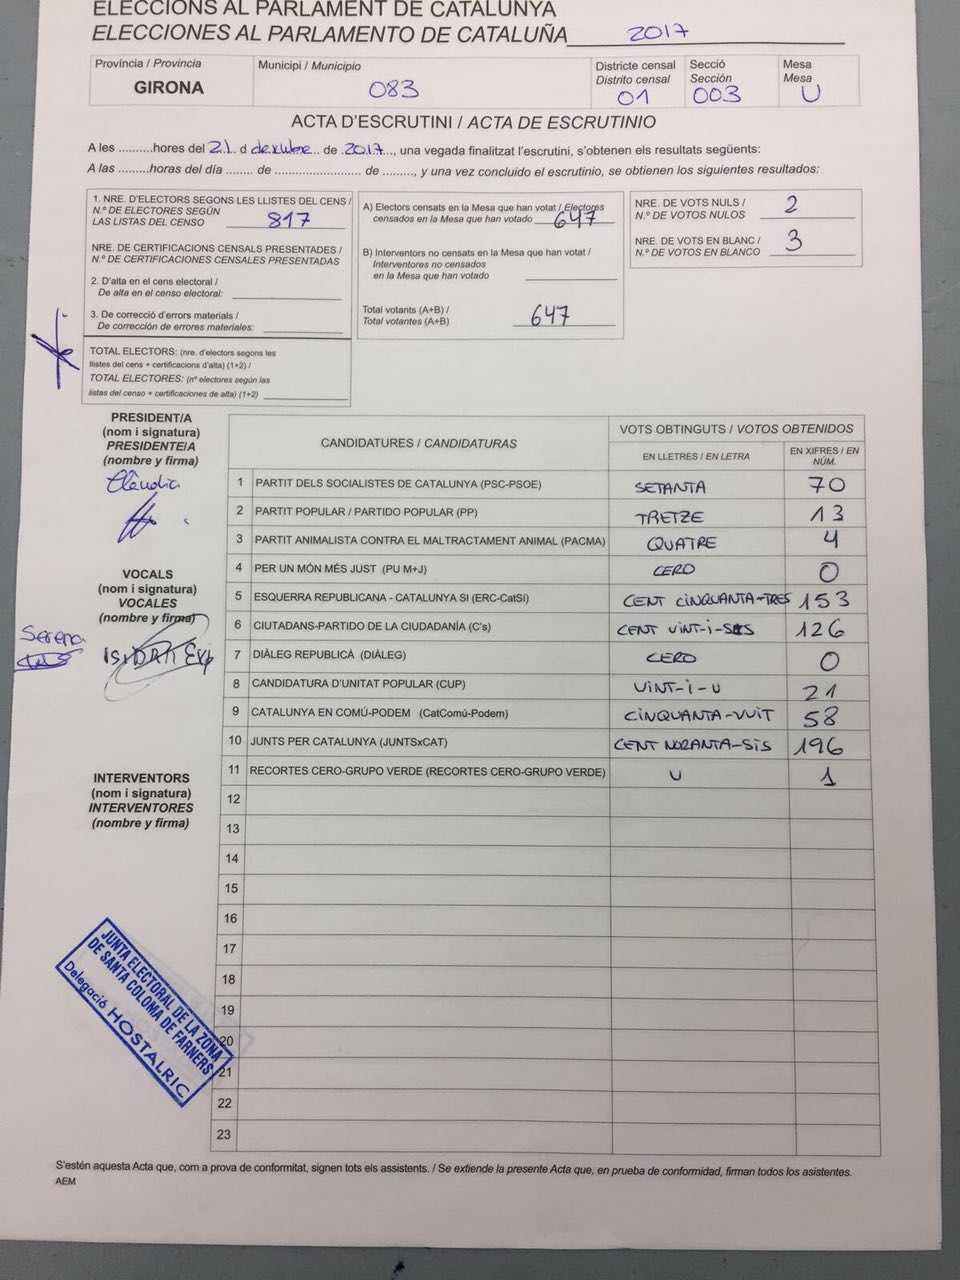 ELECCIONS AL PARLAMENT DE CATALUNYA
ELECCIONES AL PARLAMENTO DE CATALUÑA 2017
Província / Provincia
GIRONA
Municipi / Municipio
083
Districte censal
Distrito censal
01
Secció
Sección
003
Mesa
Mesa
U
ACTA D'ESCRUTINI / ACTA DE ESCRUTINIO
A les .........hores del 21 d desembre de 2017, una vegada finalitzat l'escrutini, s'obtenen els resultats següents:
A las .........horas del día ........ de .......................... de ........., y una vez concluido el escrutinio, se obtienen los siguientes resultados:
1. NRE. D'ELECTORS SEGONS LES LLISTES DEL CENS /
N.º DE ELECTORES SEGÚN
LAS LISTAS DEL CENSO 817
NRE. DE CERTIFICACIONS CENSALS PRESENTADES /
N.º DE CERTIFICACIONES CENSALES PRESENTADAS
2. D'alta en el cens electoral /
De alta en el censo electoral:
3. De correcció d'errors materials /
De corrección de errores materiales:
TOTAL ELECTORS: (nre. d'electors segons les
llistes del cens + certificacions d'alta) (1+2) /
TOTAL ELECTORES: (nº electores según las
listas del censo + certificaciones de alta) (1+2)
A) Electors censats en la Mesa que han votat / Electores
censados en la Mesa que han votado 647
B) Interventors no censats en la Mesa que han votat /
Interventores no censados
en la Mesa que han votado
Total votants (A+B) /
Total votantes (A+B) 647
NRE. DE VOTS NULS /
N.º DE VOTOS NULOS 2
NRE. DE VOTS EN BLANC /
N.º DE VOTOS EN BLANCO 3
PRESIDENT/A
(nom i signatura)
PRESIDENTE/A
(nombre y firma)
Clàudia
VOCALS
(nom i signatura)
VOCALES
(nombre y firma)
Serena
INTERVENTORS
(nom i signatura)
INTERVENTORES
(nombre y firma)
CANDIDATURES / CANDIDATURAS
VOTS OBTINGUTS / VOTOS OBTENIDOS
EN LLETRES / EN LETRA
EN XIFRES / EN NÚM.
1 PARTIT DELS SOCIALISTES DE CATALUNYA (PSC-PSOE) SETANTA 70
2 PARTIT POPULAR / PARTIDO POPULAR (PP) TRETZE 13
3 PARTIT ANIMALISTA CONTRA EL MALTRACTAMENT ANIMAL (PACMA) QUATRE 4
4 PER UN MÓN MÉS JUST (PU M+J) CERO 0
5 ESQUERRA REPUBLICANA - CATALUNYA SI (ERC-CatSí) CENT CINQUANTA-TRES 153
6 CIUTADANS-PARTIDO DE LA CIUDADANÍA (C's) CENT VINT-I-SIS 126
7 DIÀLEG REPUBLICÀ (DIÀLEG) CERO 0
8 CANDIDATURA D'UNITAT POPULAR (CUP) VINT-I-U 21
9 CATALUNYA EN COMÚ-PODEM (CatComú-Podem) CINQUANTA-VUIT 58
10 JUNTS PER CATALUNYA (JUNTSxCAT) CENT NORANTA-SIS 196
11 RECORTES CERO-GRUPO VERDE (RECORTES CERO-GRUPO VERDE) U 1
12
13
14
15
16
17
18
19
20
21
22
23
JUNTA ELECTORAL DE LA ZONA
DE SANTA COLOMA DE FARNERS
Delegació HOSTALRIC
S'estén aquesta Acta que, com a prova de conformitat, signen tots els assistents. / Se extiende la presente Acta que, en prueba de conformidad, firman todos los asistentes.
AEM